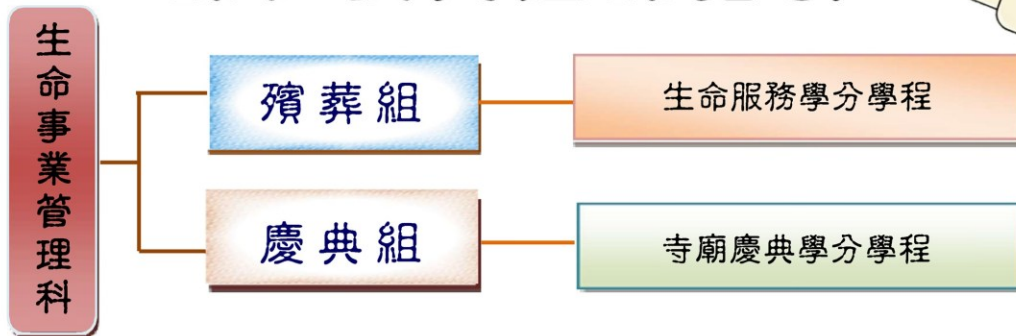 生命事業管理科
殯葬組
生命服務學分學程
慶典組
寺廟慶典學分學程